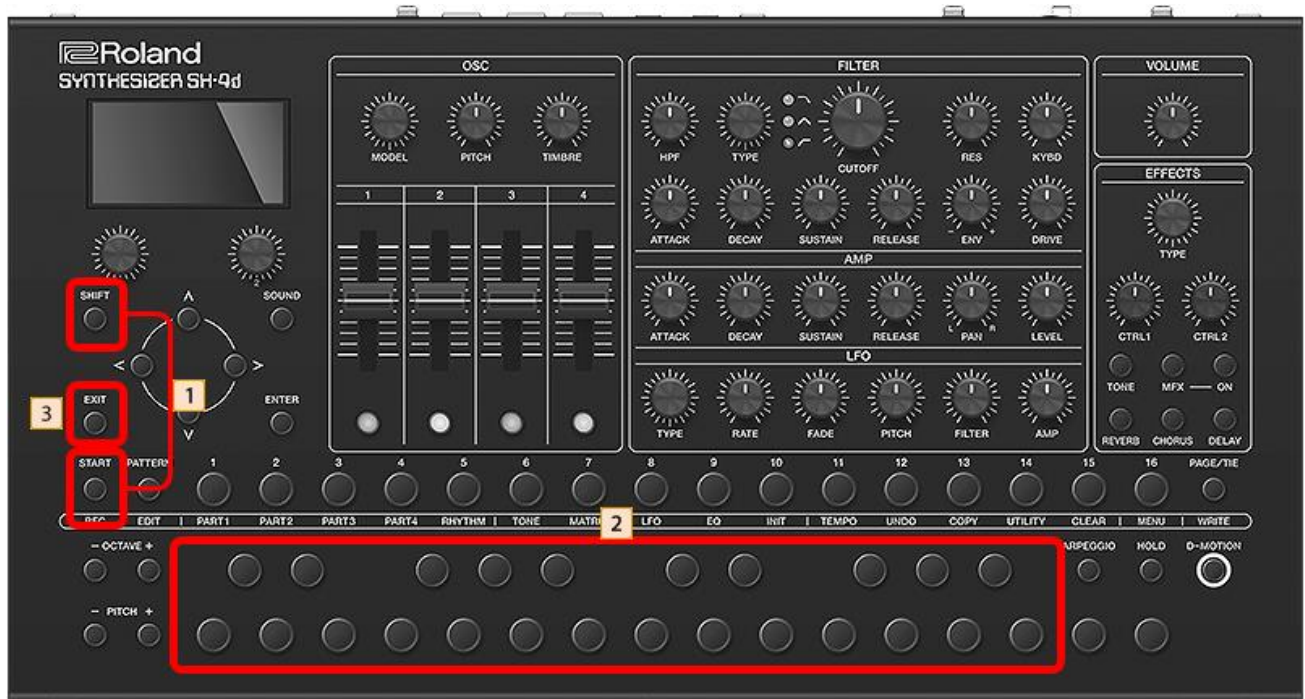 Roland
SYNTHESIZER SH-4d
OSC
MODEL PITCH TIMBRE
1 2 3 4
FILTER
HPF TYPE CUTOFF RES KYBD
ATTACK DECAY SUSTAIN RELEASE - ENV + DRIVE
AMP
ATTACK DECAY SUSTAIN RELEASE L PAN R LEVEL
LFO
TYPE RATE FADE PITCH FILTER AMP
VOLUME
EFFECTS
TYPE
CTRL1 CTRL2
TONE MFX ON
REVERB CHORUS DELAY
2
SHIFT SOUND
1
3
EXIT ENTER
START PATTERN 1 2 3 4 5 6 7 8 9 10 11 12 13 14 15 16 PAGE/TIE
REC EDIT PART1 PART2 PART3 PART4 RHYTHM TONE 2 LFO EQ INIT TEMPO UNDO COPY UTILITY CLEAR MENU WRITE
- OCTAVE + ARPEGGIO HOLD D-MOTION
- PITCH +